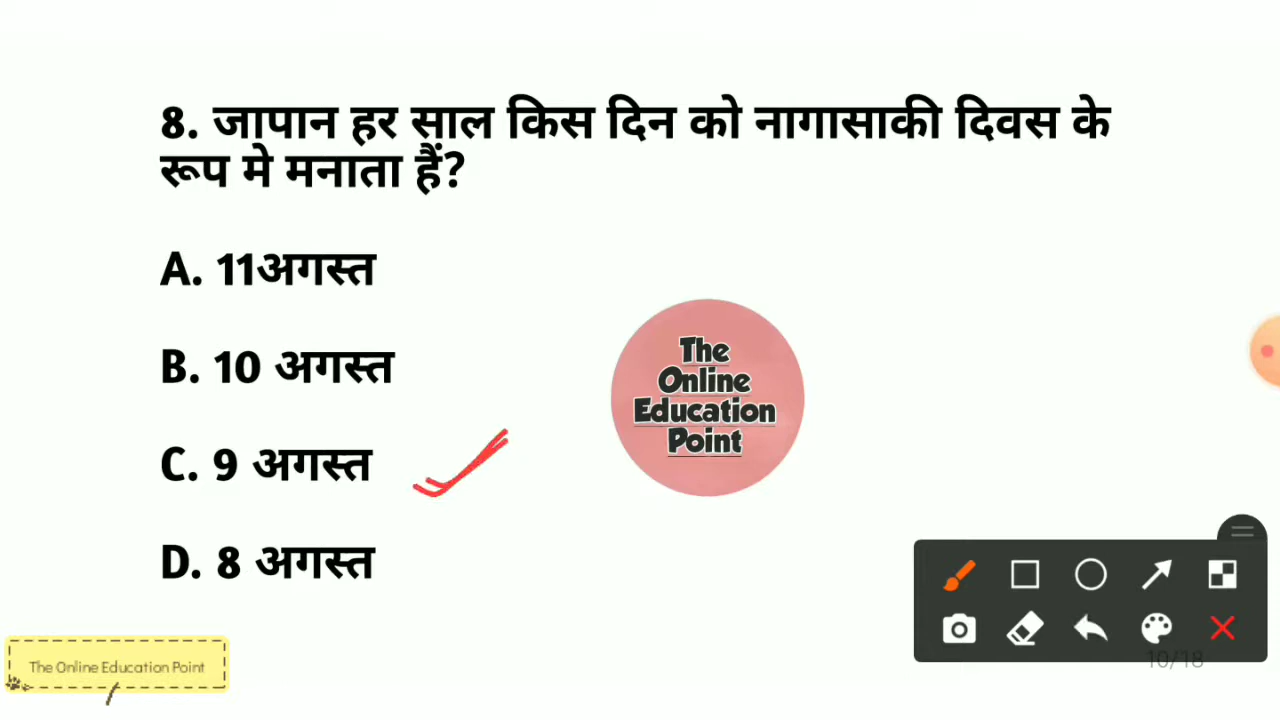 8. जापान हर साल किस दिन को नागासाकी दिवस के
रूप मे मनाता हैं?
A. 11अगस्त
B. 10 अगस्त
C. 9 अगस्त
D. 8 अगस्त
The
Online
Education
Point
The Online Education Point
10/18